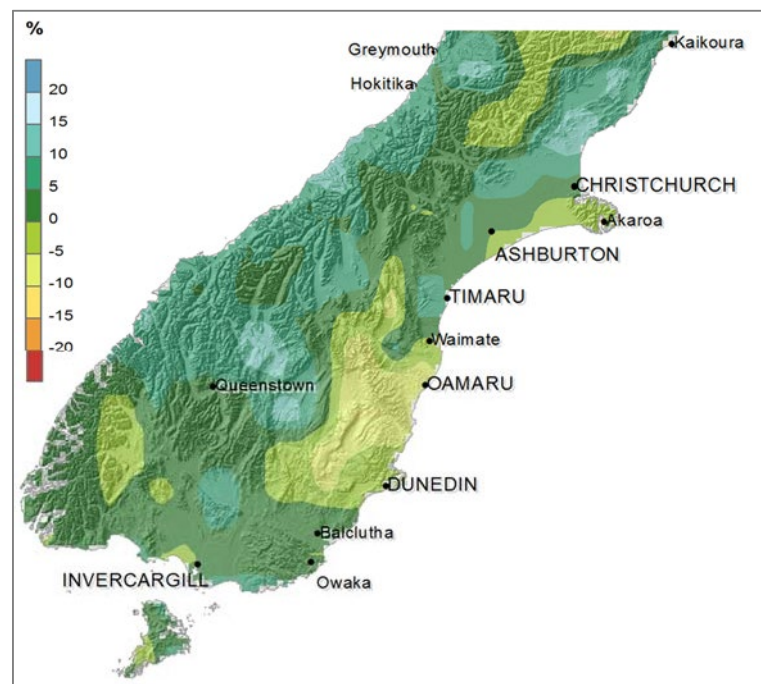 %
20
15
10
5
0
-5
-10
-15
-20
Greymouth
Kaikoura
Hokitika
CHRISTCHURCH
Akaroa
ASHBURTON
TIMARU
Waimate
Queenstown
OAMARU
DUNEDIN
Balclutha
INVERCARGILL
Owaka